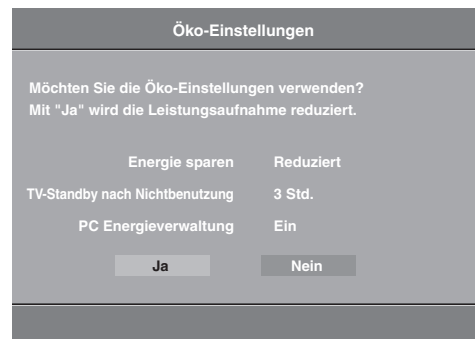 Öko-Einstellungen
Möchten Sie die Öko-Einstellungen verwenden?
Mit "Ja" wird die Leistungsaufnahme reduziert.
Energie sparen Reduziert
TV-Standby nach Nichtbenutzung 3 Std.
PC Energieverwaltung Ein
Ja Nein